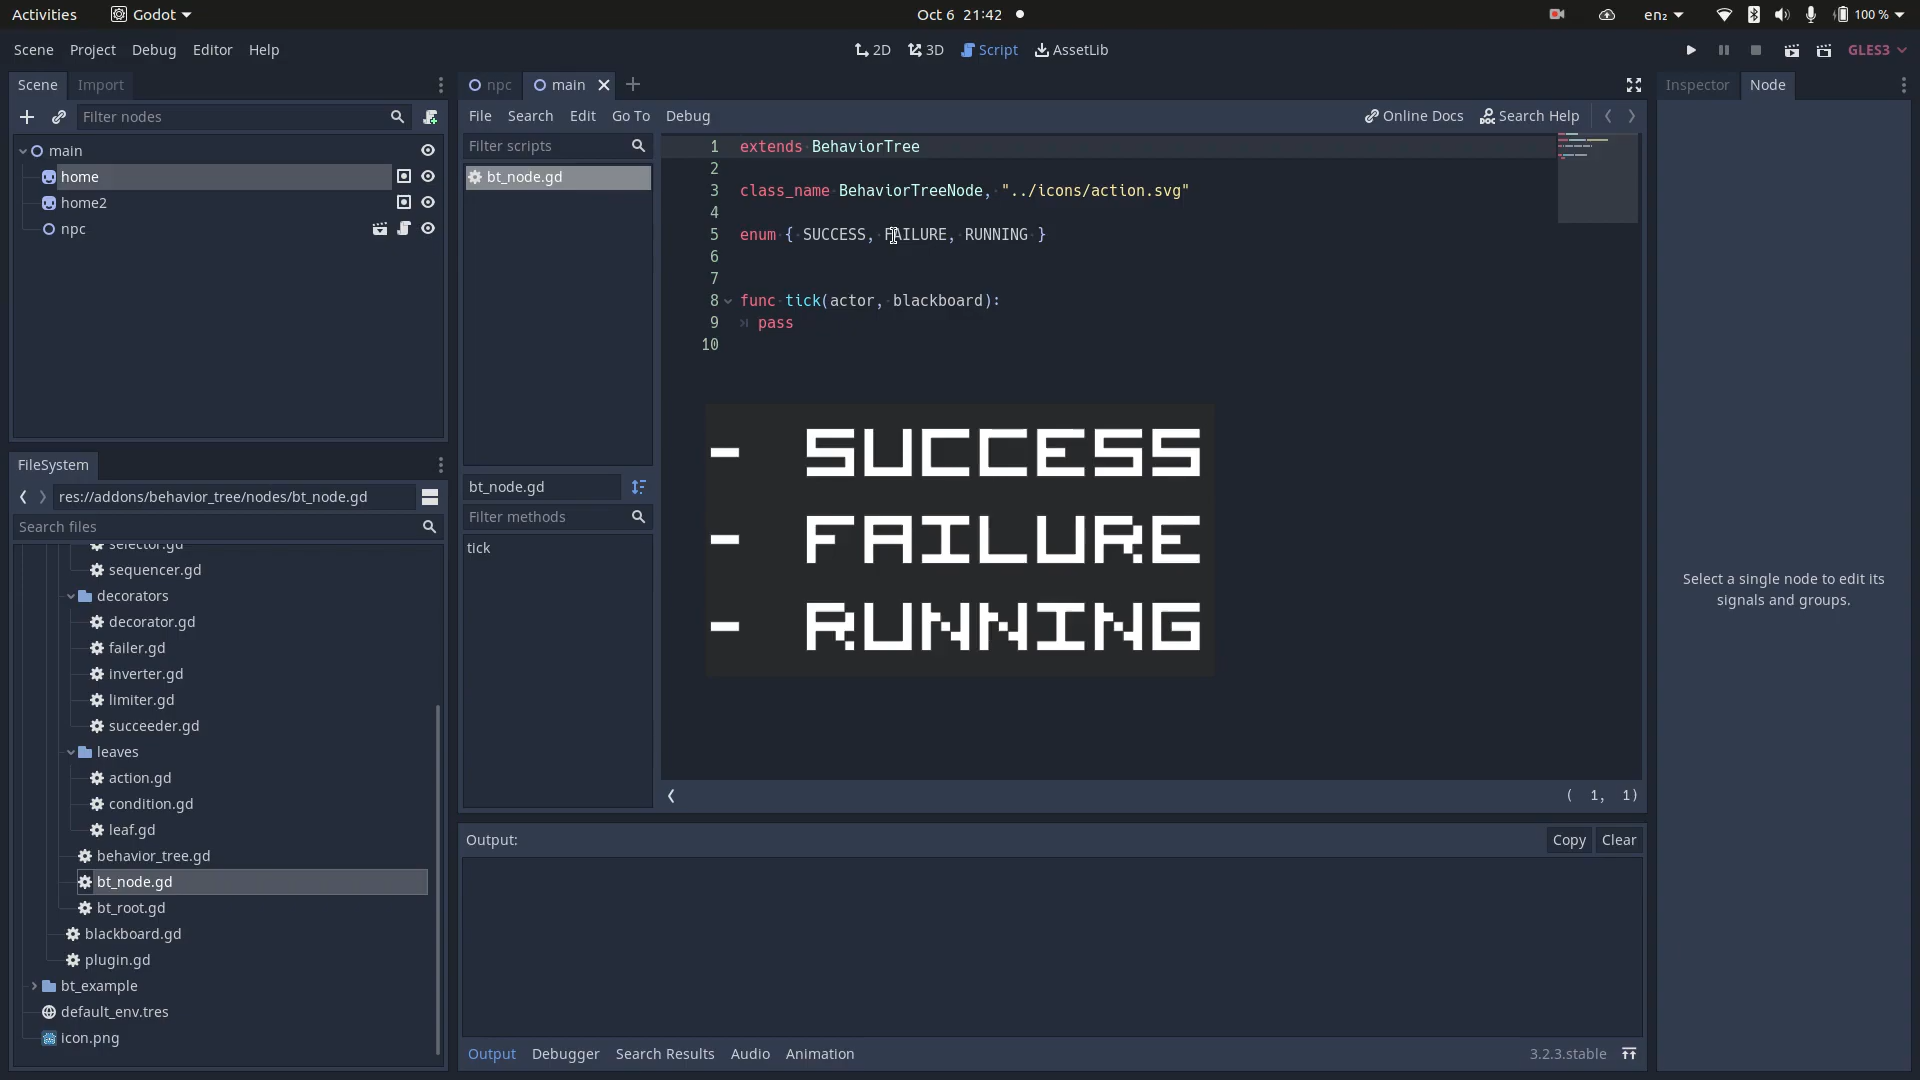 Activities
Godot
Oct 6 21:42
en₂
100 %
Scene
Project
Debug
Editor
Help
2D
3D
Script
AssetLib
GLES3
Scene
Import
Filter nodes
main
home
home2
npc
npc
main
File
Search
Edit
Go To
Debug
Online Docs
Search Help
Filter scripts
bt_node.gd
bt_node.gd
Filter methods
tick
1 extends BehaviorTree
2
3 class_name BehaviorTreeNode, "../icons/action.svg"
4
5 enum { SUCCESS, FAILURE, RUNNING }
6
7
8 func tick(actor, blackboard):
9 pass
10
- SUCCESS
- FAILURE
- RUNNING
( 1, 1)
Inspector
Node
Select a single node to edit its
signals and groups.
FileSystem
res://addons/behavior_tree/nodes/bt_node.gd
Search files
selector.gd
sequencer.gd
decorators
decorator.gd
failer.gd
inverter.gd
limiter.gd
succeeder.gd
leaves
action.gd
condition.gd
leaf.gd
behavior_tree.gd
bt_node.gd
bt_root.gd
blackboard.gd
plugin.gd
bt_example
default_env.tres
icon.png
Output:
Copy
Clear
Output
Debugger
Search Results
Audio
Animation
3.2.3.stable